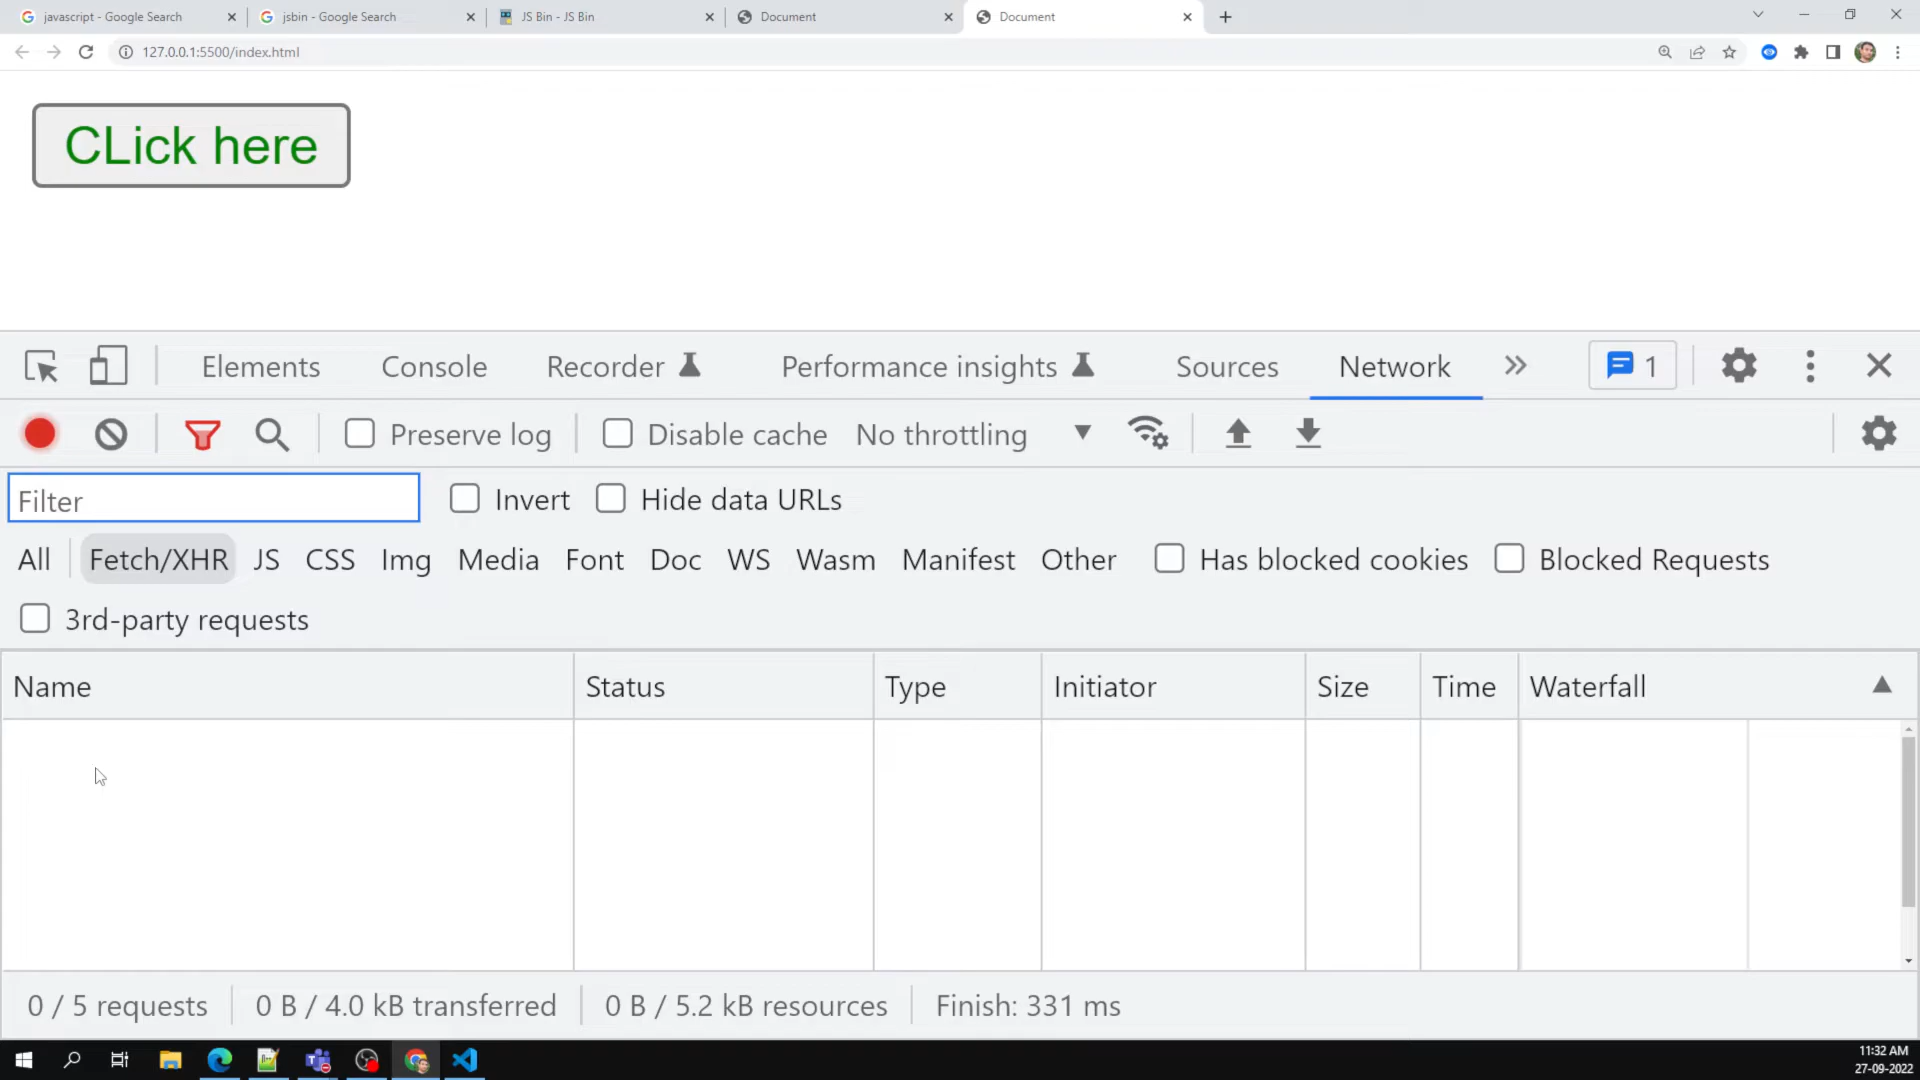 javascript - Google Search
jsbin - Google Search
JS Bin - JS Bin
Document
Document
127.0.0.1:5500/index.html
CLick here
Elements Console Recorder Performance insights Sources Network 1
Preserve log Disable cache No throttling
Filter Invert Hide data URLs
All Fetch/XHR JS CSS Img Media Font Doc WS Wasm Manifest Other Has blocked cookies Blocked Requests
3rd-party requests
Name Status Type Initiator Size Time Waterfall
0 / 5 requests 0 B / 4.0 kB transferred 0 B / 5.2 kB resources Finish: 331 ms
11:32 AM
27-09-2022